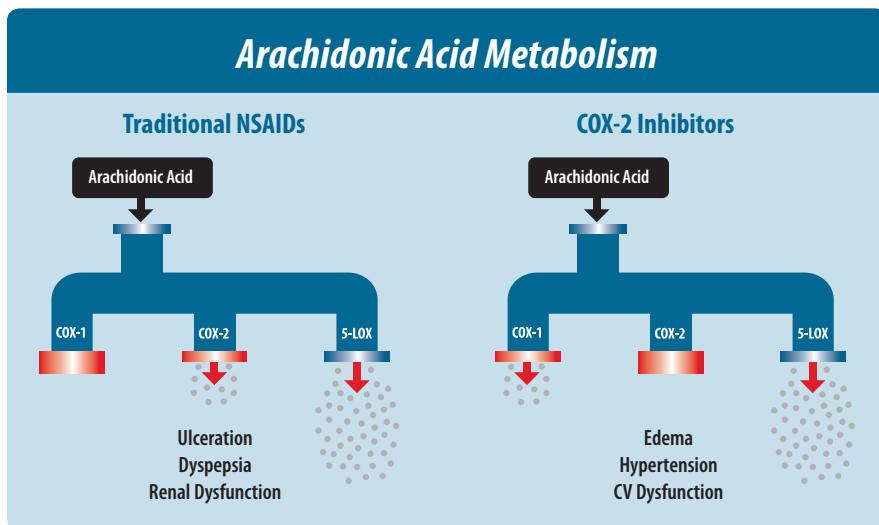 Arachidonic Acid Metabolism
Traditional NSAIDs
Arachidonic Acid
COX-1
COX-2
5-LOX
Ulceration
Dyspepsia
Renal Dysfunction
COX-2 Inhibitors
Arachidonic Acid
COX-1
COX-2
5-LOX
Edema
Hypertension
CV Dysfunction